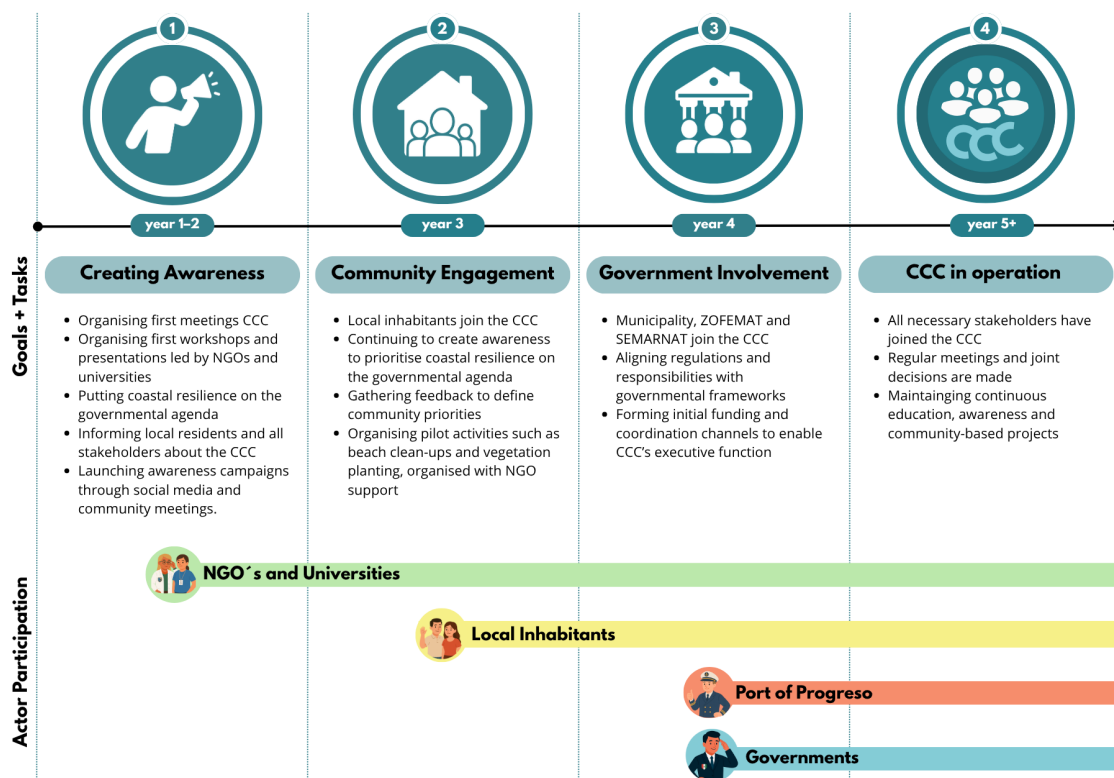 1
2
3
4
CCC
year 1–2
year 3
year 4
year 5+
Goals + Tasks
Creating Awareness
• Organising first meetings CCC
• Organising first workshops and
presentations led by NGOs and
universities
• Putting coastal resilience on the
governmental agenda
• Informing local residents and all
stakeholders about the CCC
• Launching awareness campaigns
through social media and
community meetings.
Community Engagement
• Local inhabitants join the CCC
• Continuing to create awareness
to prioritise coastal resilience on
the governmental agenda
• Gathering feedback to define
community priorities
• Organising pilot activities such as
beach clean-ups and vegetation
planting, organised with NGO
support
Government Involvement
• Municipality, ZOFEMAT and
SEMARNAT join the CCC
• Aligning regulations and
responsibilities with
governmental frameworks
• Forming initial funding and
coordination channels to enable
CCC’s executive function
CCC in operation
• All necessary stakeholders have
joined the CCC
• Regular meetings and joint
decisions are made
• Maintainging continuous
education, awareness and
community-based projects
Actor Participation
NGO´s and Universities
Local Inhabitants
Port of Progreso
Governments